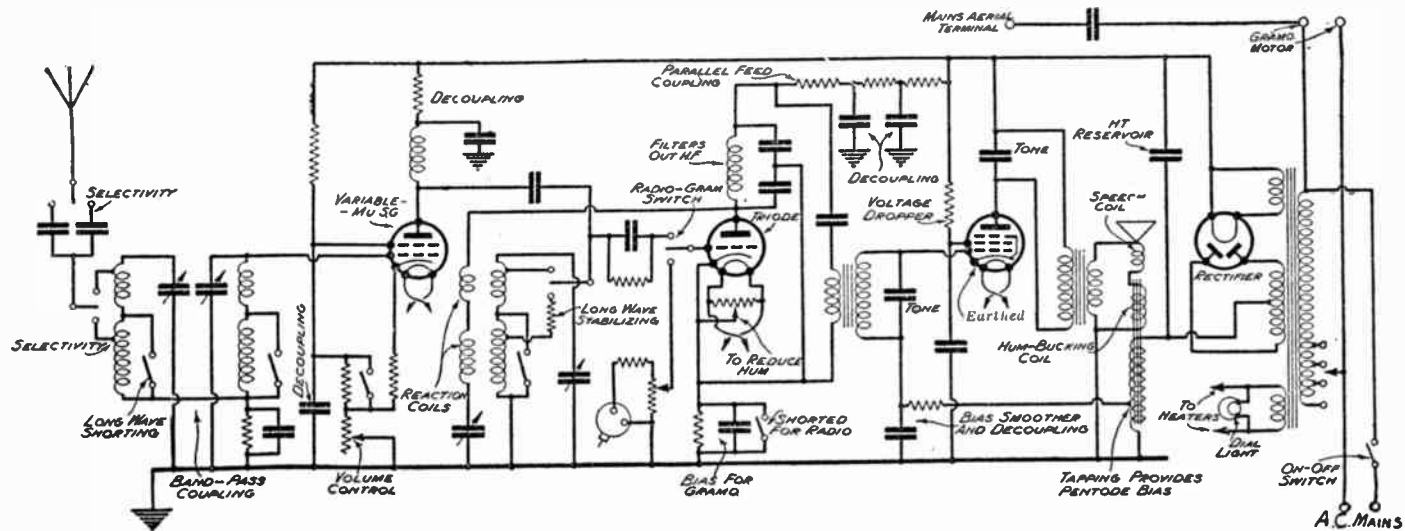 MAINS AERIAL
TERMINAL
GRAMO.
MOTOR
PARALLEL FEED
COUPLING
DECOUPLING
HT
RESERVOIR
FILTERS
OUT H.F.
TONE
DECOUPLING
SELECTIVITY
RADIO-GRAM
SWITCH
SPEECH
COIL
VARIABLE-
-MU S.G
TRIODE
VOLTAGE
DROPPER
RECTIFIER
LONG WAVE
STABILIZING
TONE
Earthed
SELECTIVITY
HUM-BUCKING
COIL
DECOUPLING
TO REDUCE
HUM
REACTION
COILS
TO
HEATERS
LONG WAVE
SHORTING
SHORTED
FOR RADIO
BIAS SMOOTHER
AND DECOUPLING
DIAL
LIGHT
BAND-PASS
COUPLING
VOLUME
CONTROL
BIAS FOR
GRAMO.
TAPPING PROVIDES
PENTODE BIAS
ON-OFF
SWITCH
A.C. MAINS